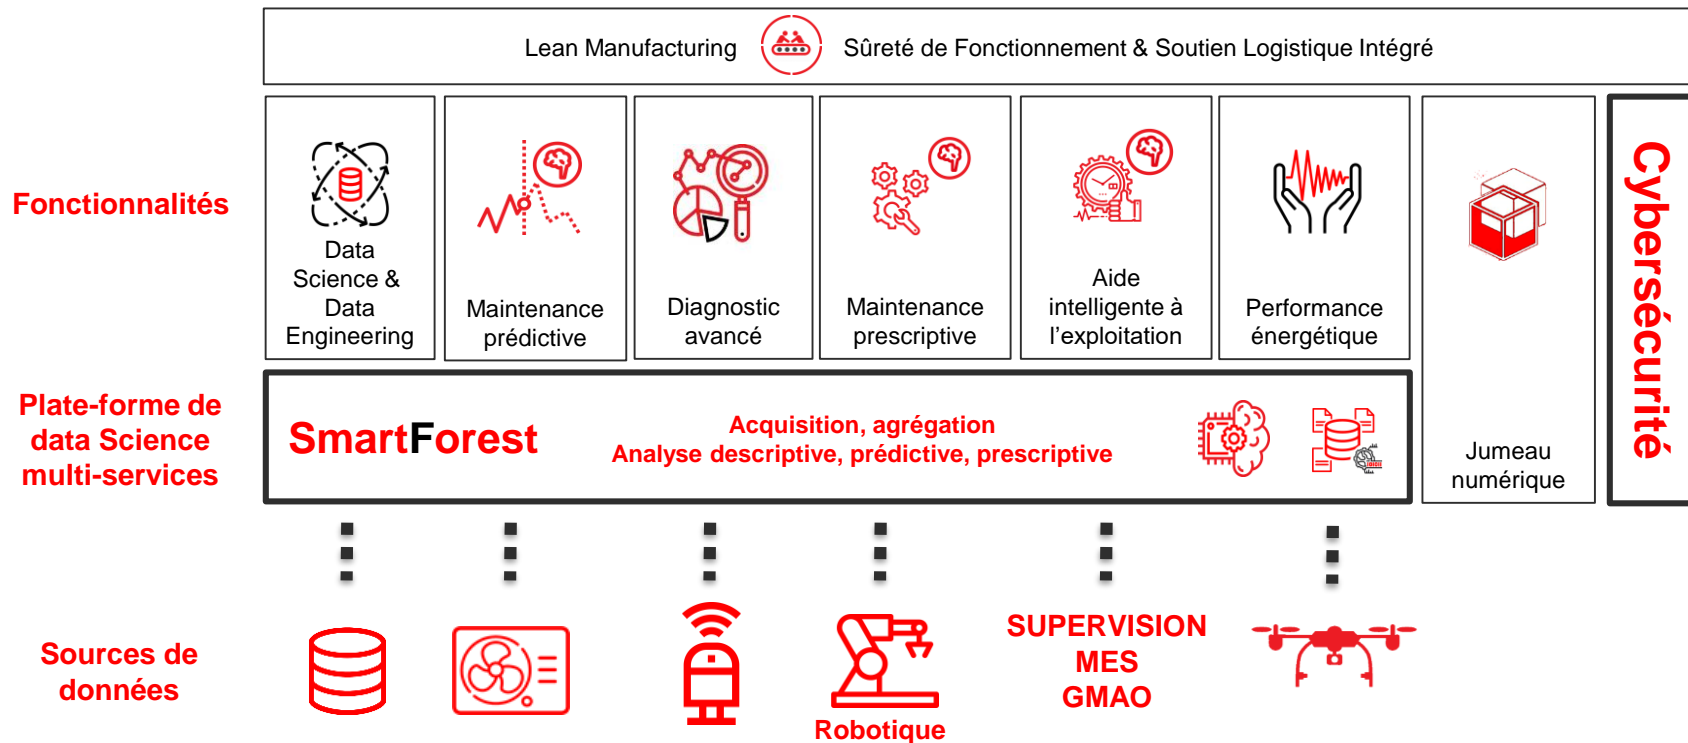 Lean Manufacturing
Sûreté de Fonctionnement & Soutien Logistique Intégré
Fonctionnalités
Data
Science &
Data
Engineering
Maintenance
prédictive
Diagnostic
avancé
Maintenance
prescriptive
Aide
intelligente à
l'exploitation
Performance
énergétique
Jumeau
numérique
Cybersécurité
Plate-forme de
data Science
multi-services
SmartForest
Acquisition, agrégation
Analyse descriptive, prédictive, prescriptive
Sources de
données
Robotique
SUPERVISION
MES
GMAO